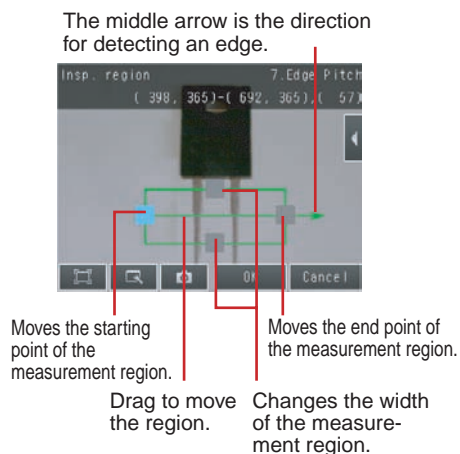 The middle arrow is the direction
for detecting an edge.
Insp. region 7.Edge Pitch
( 398, 365)-( 692, 365),( 57)
OK Cancel
Moves the starting
point of the
measurement region.
Moves the end point of
the measurement region.
Drag to move
the region.
Changes the width
of the measure-
ment region.